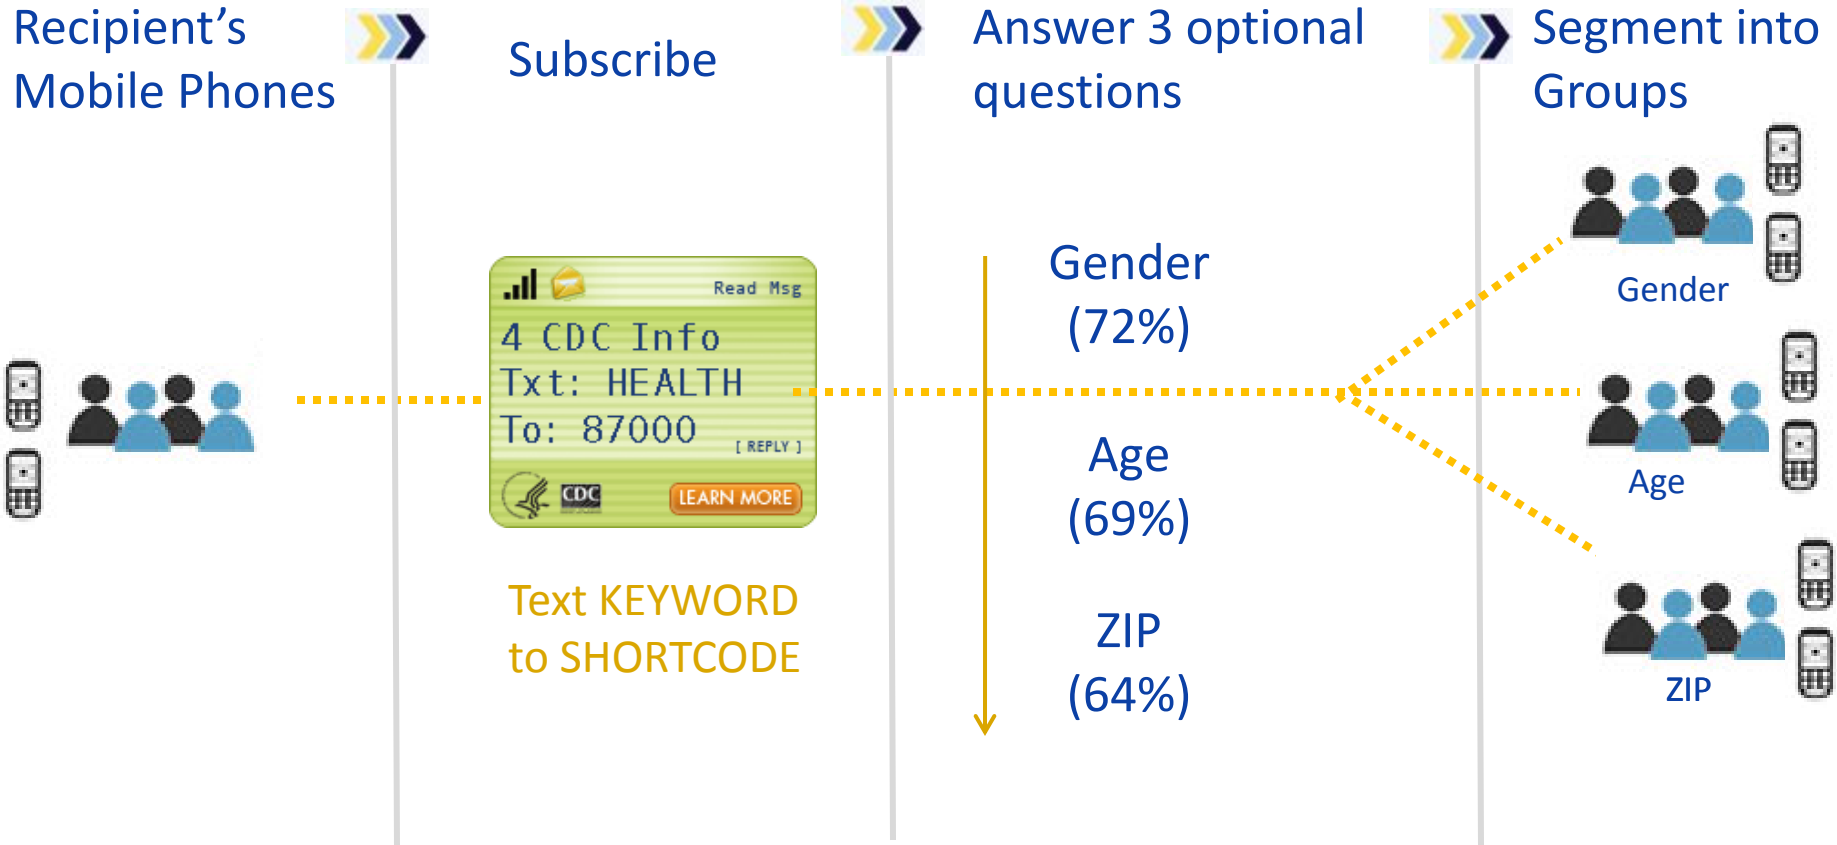 Recipient’s
Mobile Phones
Subscribe
Answer 3 optional
questions
Segment into
Groups
Read Msg
4 CDC Info
Txt: HEALTH
To: 87000
[ REPLY ]
CDC
LEARN MORE
Text KEYWORD
to SHORTCODE
Gender
(72%)
Age
(69%)
ZIP
(64%)
Gender
Age
ZIP